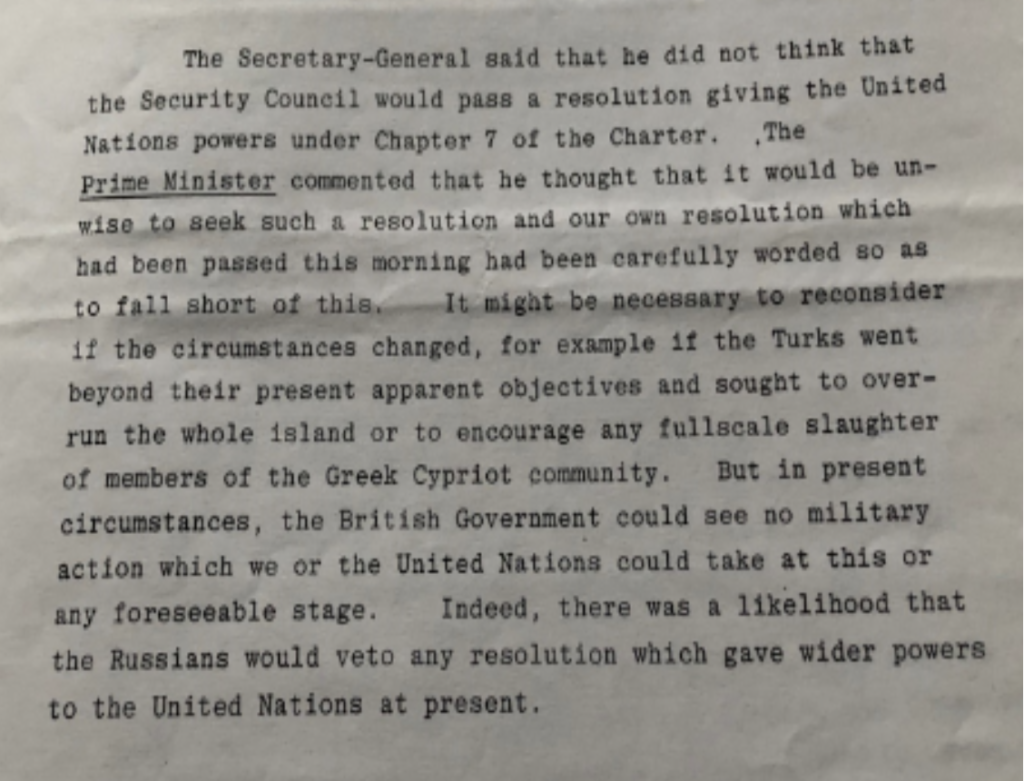 The Secretary-General said that he did not think that
the Security Council would pass a resolution giving the United
Nations powers under Chapter 7 of the Charter. .The
Prime Minister commented that he thought that it would be un-
wise to seek such a resolution and our own resolution which
had been passed this morning had been carefully worded so as
to fall short of this. It might be necessary to reconsider
if the circumstances changed, for example if the Turks went
beyond their present apparent objectives and sought to over-
run the whole island or to encourage any fullscale slaughter
of members of the Greek Cypriot community. But in present
circumstances, the British Government could see no military
action which we or the United Nations could take at this or
any foreseeable stage. Indeed, there was a likelihood that
the Russians would veto any resolution which gave wider powers
to the United Nations at present.